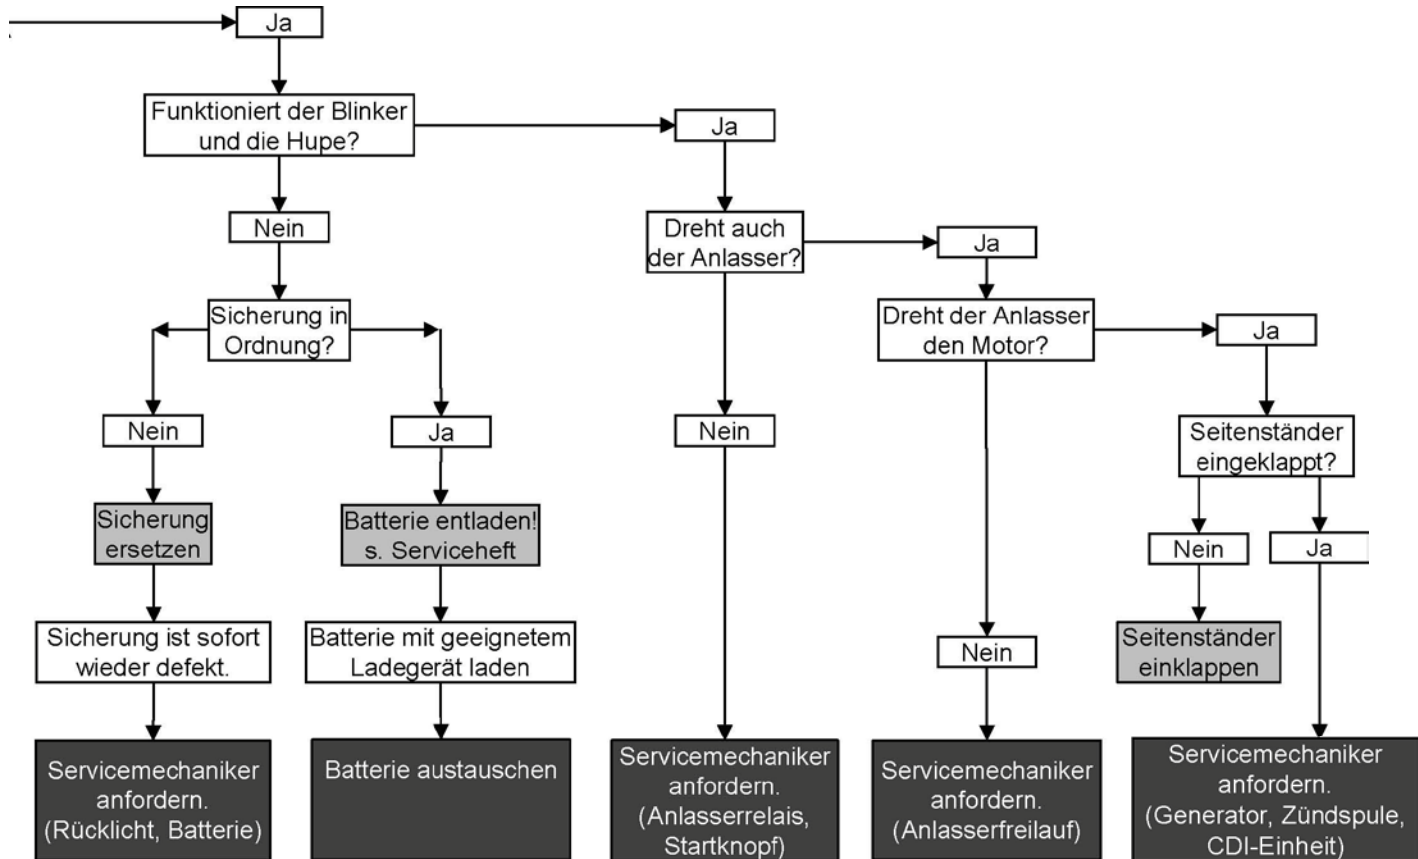 Ja
Funktioniert der Blinker
und die Hupe?
Ja
Nein
Dreht auch
der Anlasser?
Ja
Sicherung in
Ordnung?
Dreht der Anlasser
den Motor?
Ja
Nein
Ja
Nein
Seitenständer
eingeklappt?
Sicherung
ersetzen
Batterie entladen!
s. Serviceheft
Nein
Ja
Sicherung ist sofort
wieder defekt.
Batterie mit geeignetem
Ladegerät laden
Nein
Seitenständer
einklappen
Servicemechaniker
anfordern.
(Rücklicht, Batterie)
Batterie austauschen
Servicemechaniker
anfordern.
(Anlasserrelais,
Startknopf)
Servicemechaniker
anfordern.
(Anlasserfreilauf)
Servicemechaniker
anfordern.
(Generator, Zündspule,
CDI-Einheit)